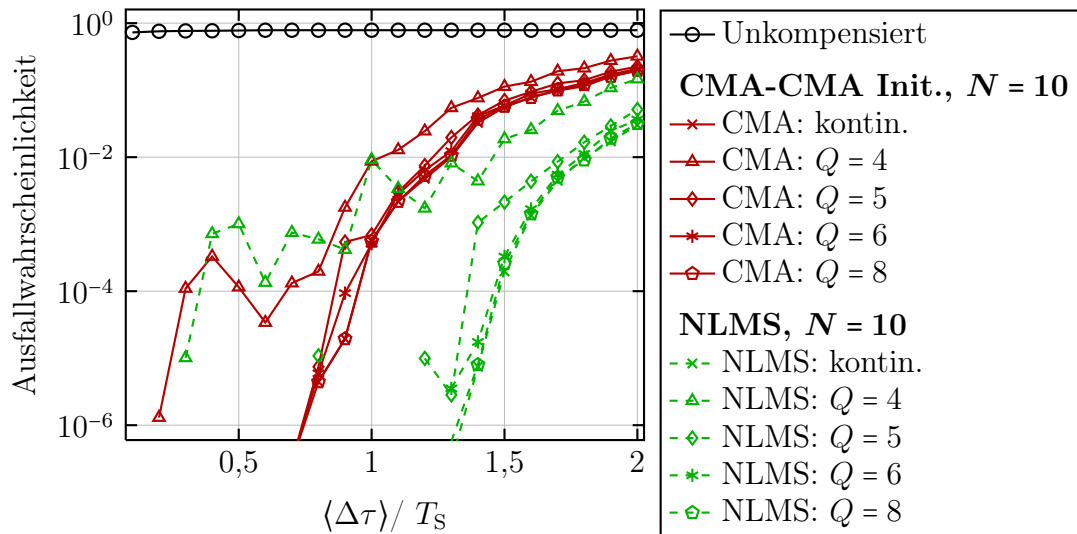 Ausfallwahrscheinlichkeit
10⁰
10⁻²
10⁻⁴
10⁻⁶
0,5
1
1,5
2
⟨Δτ⟩/ T_S
Unkompensiert
CMA-CMA Init., N = 10
CMA: kontin.
CMA: Q = 4
CMA: Q = 5
CMA: Q = 6
CMA: Q = 8
NLMS, N = 10
NLMS: kontin.
NLMS: Q = 4
NLMS: Q = 5
NLMS: Q = 6
NLMS: Q = 8